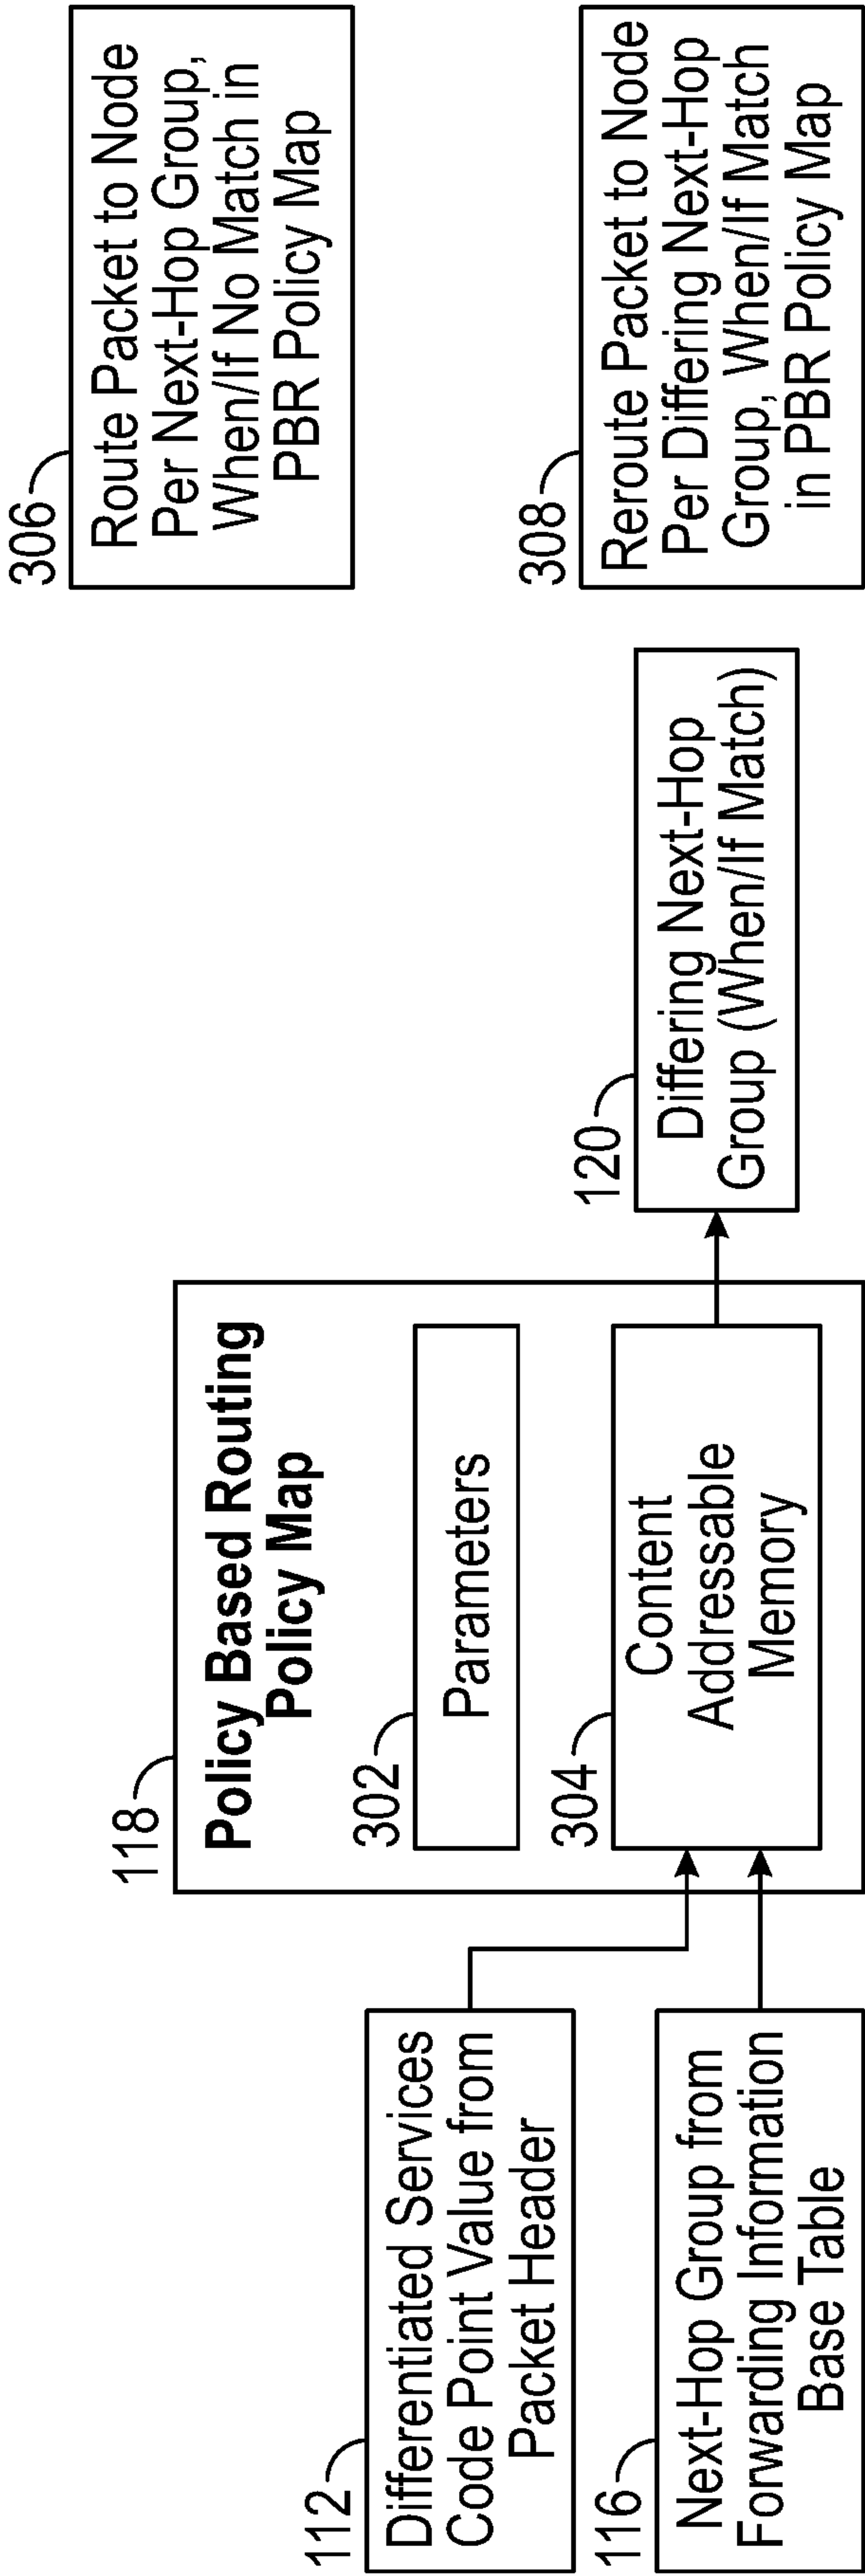 112
Differentiated Services
Code Point Value from
Packet Header
116
Next-Hop Group from
Forwarding Information
Base Table
118
Policy Based Routing
Policy Map
302
Parameters
304
Content
Addressable
Memory
120
Differing Next-Hop
Group (When/If Match)
306
Route Packet to Node
Per Next-Hop Group,
When/If No Match in
PBR Policy Map
308
Reroute Packet to Node
Per Differing Next-Hop
Group, When/If Match
in PBR Policy Map